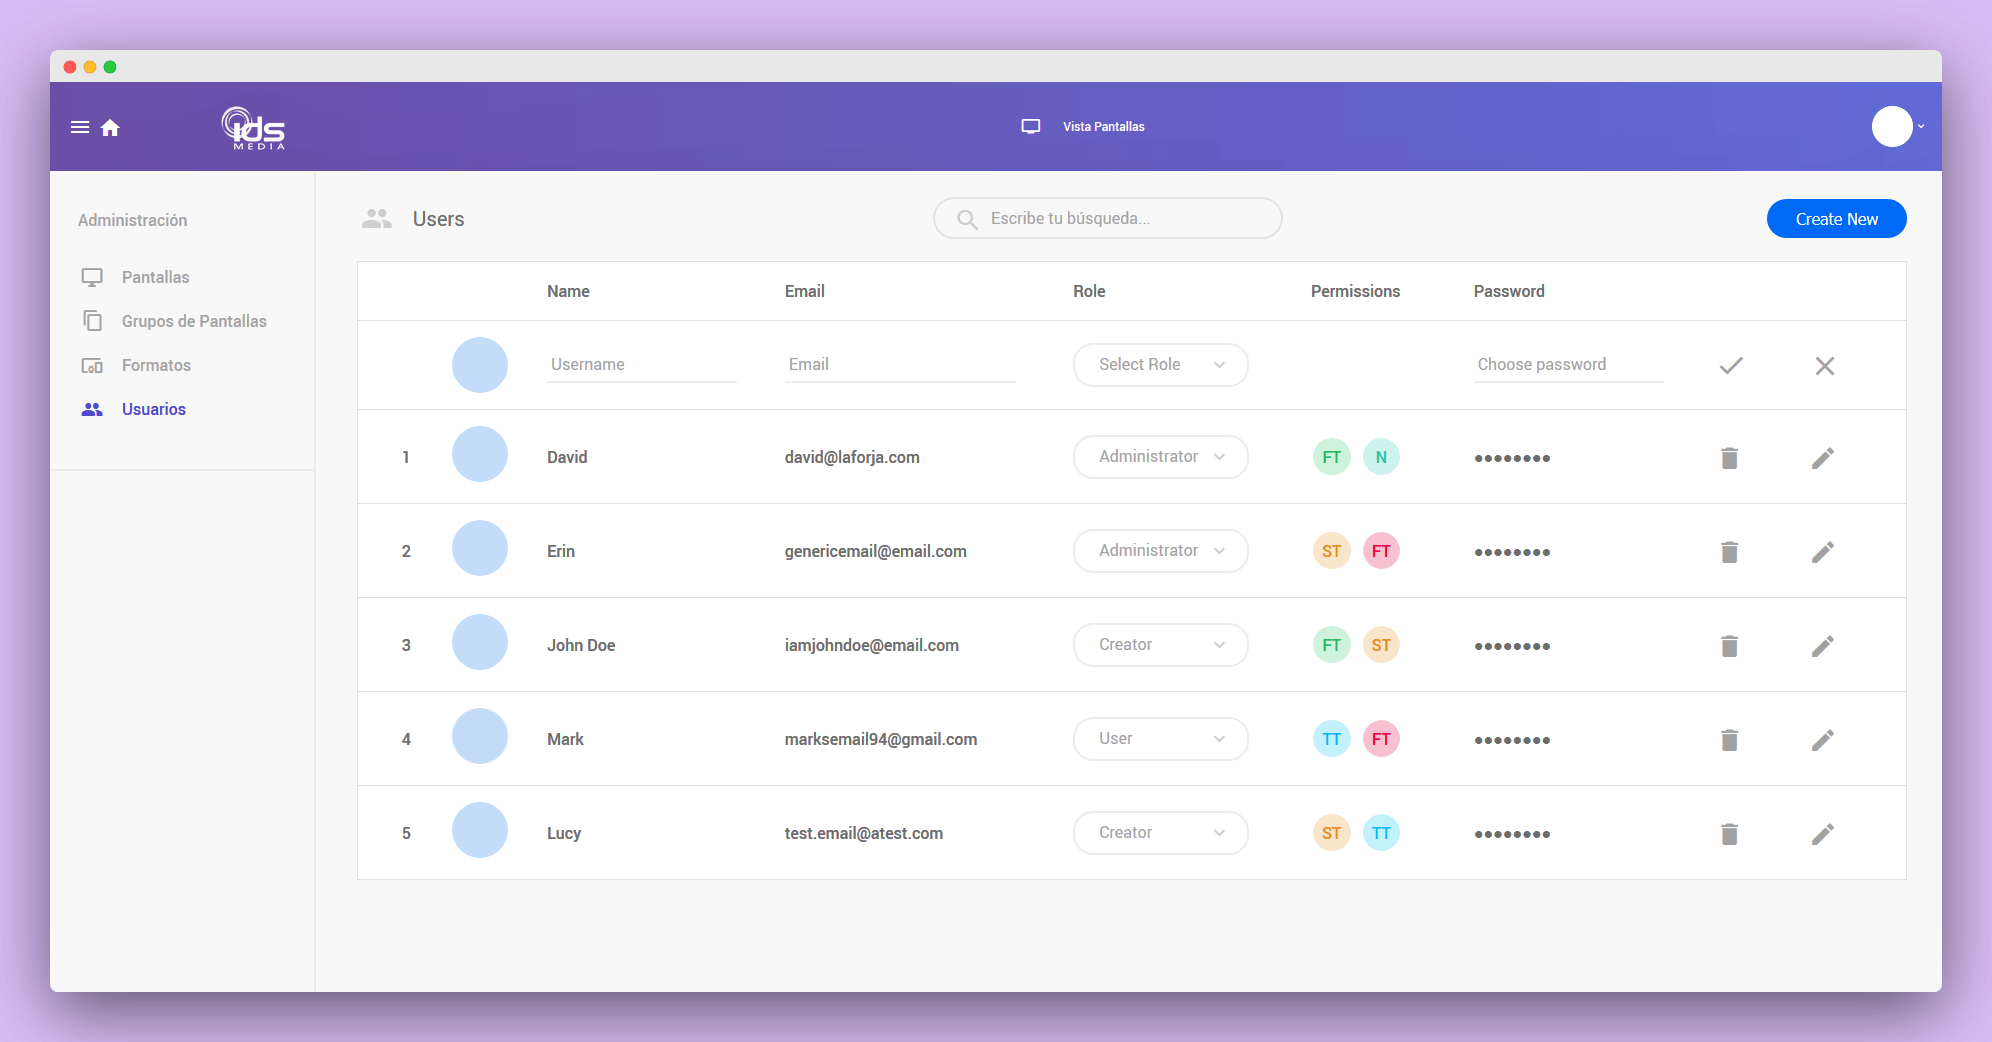 ids
MEDIA
Vista Pantallas
Administración
Pantallas
Grupos de Pantallas
Formatos
Usuarios
Users
Escribe tu búsqueda...
Create New
Name Email Role Permissions Password
Username Email Select Role Choose password
1 David david@laforja.com Administrator FT N ••••••••
2 Erin genericemail@email.com Administrator ST FT ••••••••
3 John Doe iamjohndoe@email.com Creator FT ST ••••••••
4 Mark marksemail94@gmail.com User TT FT ••••••••
5 Lucy test.email@atest.com Creator ST TT ••••••••